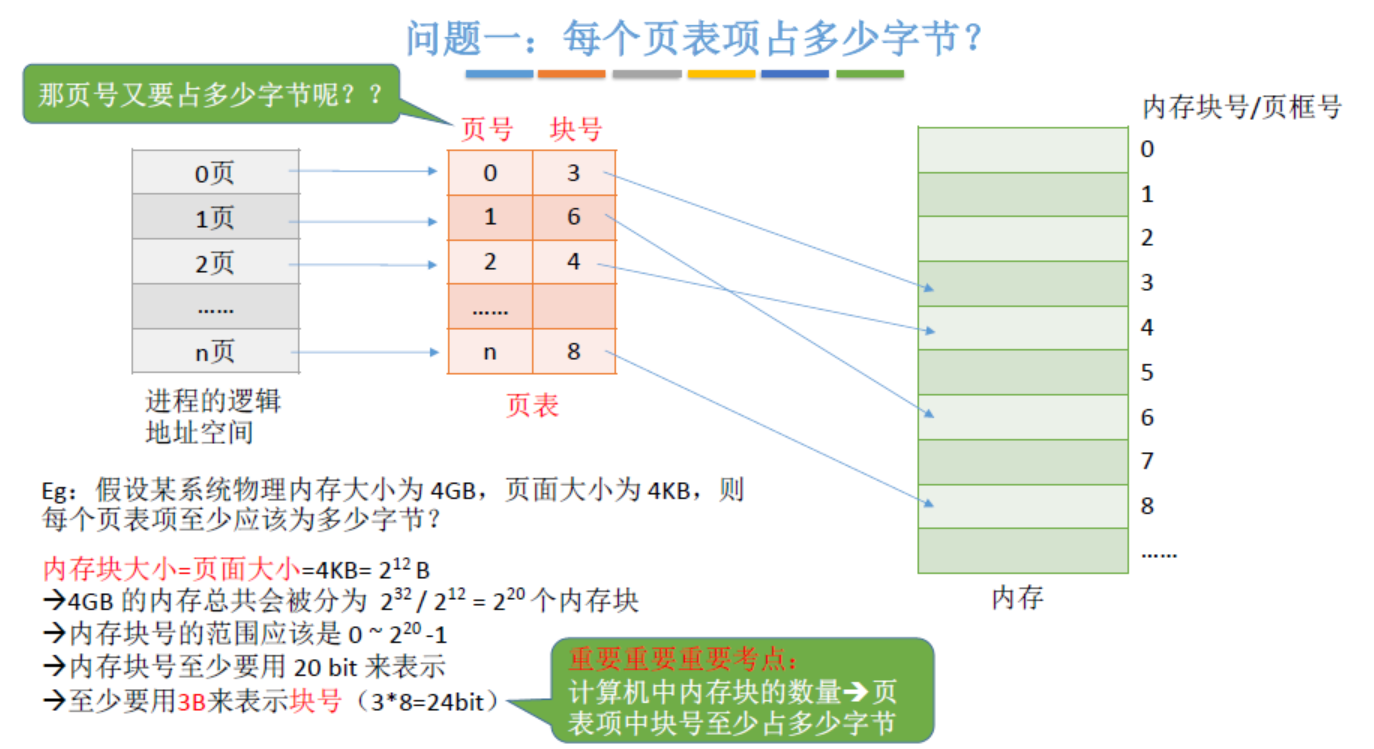 问题一：每个页表项占多少字节？
那页号又要占多少字节呢？？
页号 块号
0页
1页
2页
……
n页
进程的逻辑
地址空间
0 3
1 6
2 4
……
n 8
页表
内存块号/页框号
0
1
2
3
4
5
6
7
8
……
内存
Eg：假设某系统物理内存大小为 4GB，页面大小为 4KB，则
每个页表项至少应该为多少字节？
内存块大小=页面大小=4KB= 2¹² B
→4GB 的内存总共会被分为 2³² / 2¹² = 2²⁰ 个内存块
→内存块号的范围应该是 0 ~ 2²⁰ -1
→内存块号至少要用 20 bit 来表示
→至少要用3B来表示块号（3*8=24bit）
重要重要重要考点：
计算机中内存块的数量→页
表项中块号至少占多少字节